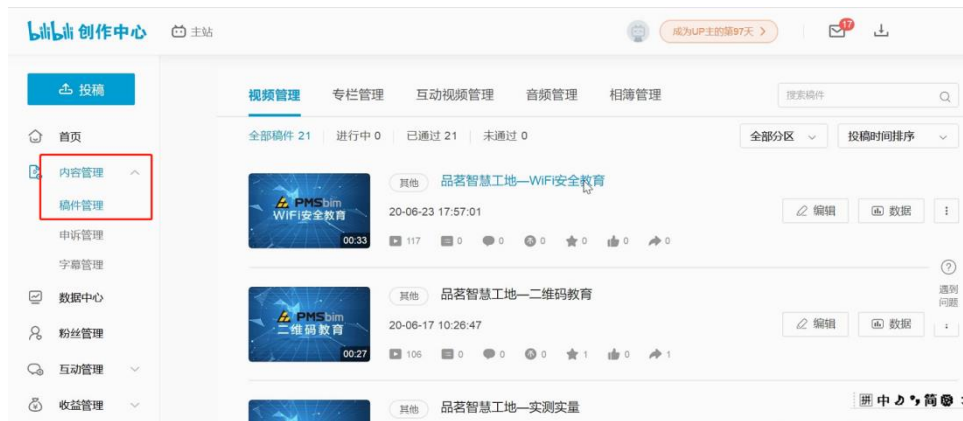 bilibili 创作中心 主站 成为UP主的第97天 > 17
投稿
视频管理 专栏管理 互动视频管理 音频管理 相簿管理 搜索稿件
首页
全部稿件 21 进行中 0 已通过 21 未通过 0 全部分区 投稿时间排序
内容管理
稿件管理
申诉管理
字幕管理
数据中心
粉丝管理
互动管理
收益管理
PMSbim
WiFi安全教育
00:33
其他 品茗智慧工地—WiFi安全教育
20-06-23 17:57:01
编辑 数据
117 0 0 0 0 0 0
遇到
问题
PMSbim
二维码教育
00:27
其他 品茗智慧工地—二维码教育
20-06-17 10:26:47
编辑 数据
106 0 0 0 1 0 1
其他 品茗智慧工地—实测实量
拼 中 简